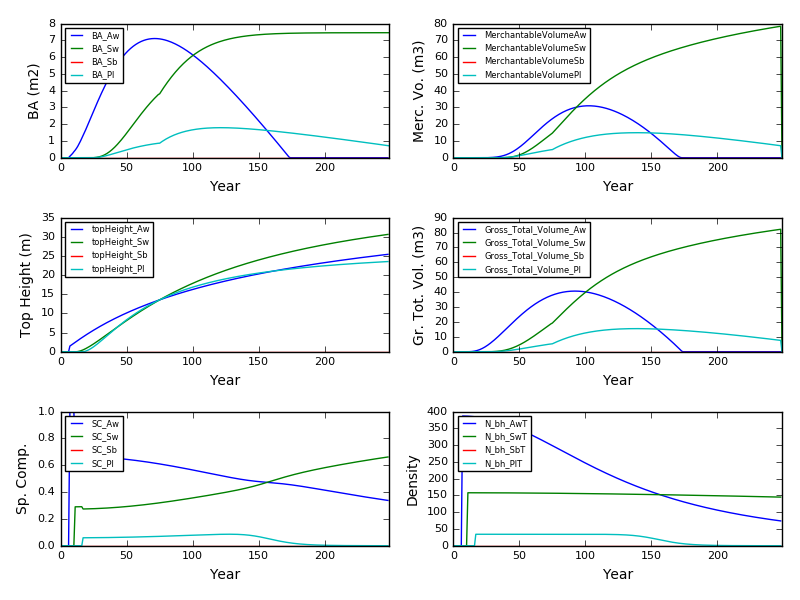 8
7
6
5
4
3
2
1
0
BA (m2)
BA_Aw
BA_Sw
BA_Sb
BA_Pl
0 50 100 150 200
Year
80
70
60
50
40
30
20
10
0
Merc. Vo. (m3)
MerchantableVolumeAw
MerchantableVolumeSw
MerchantableVolumeSb
MerchantableVolumePl
0 50 100 150 200
Year
35
30
25
20
15
10
5
0
Top Height (m)
topHeight_Aw
topHeight_Sw
topHeight_Sb
topHeight_Pl
0 50 100 150 200
Year
90
80
70
60
50
40
30
20
10
0
Gr. Tot. Vol. (m3)
Gross_Total_Volume_Aw
Gross_Total_Volume_Sw
Gross_Total_Volume_Sb
Gross_Total_Volume_Pl
0 50 100 150 200
Year
1.0
0.8
0.6
0.4
0.2
0.0
Sp. Comp.
SC_Aw
SC_Sw
SC_Sb
SC_Pl
0 50 100 150 200
Year
400
350
300
250
200
150
100
50
0
Density
N_bh_AwT
N_bh_SwT
N_bh_SbT
N_bh_PlT
0 50 100 150 200
Year